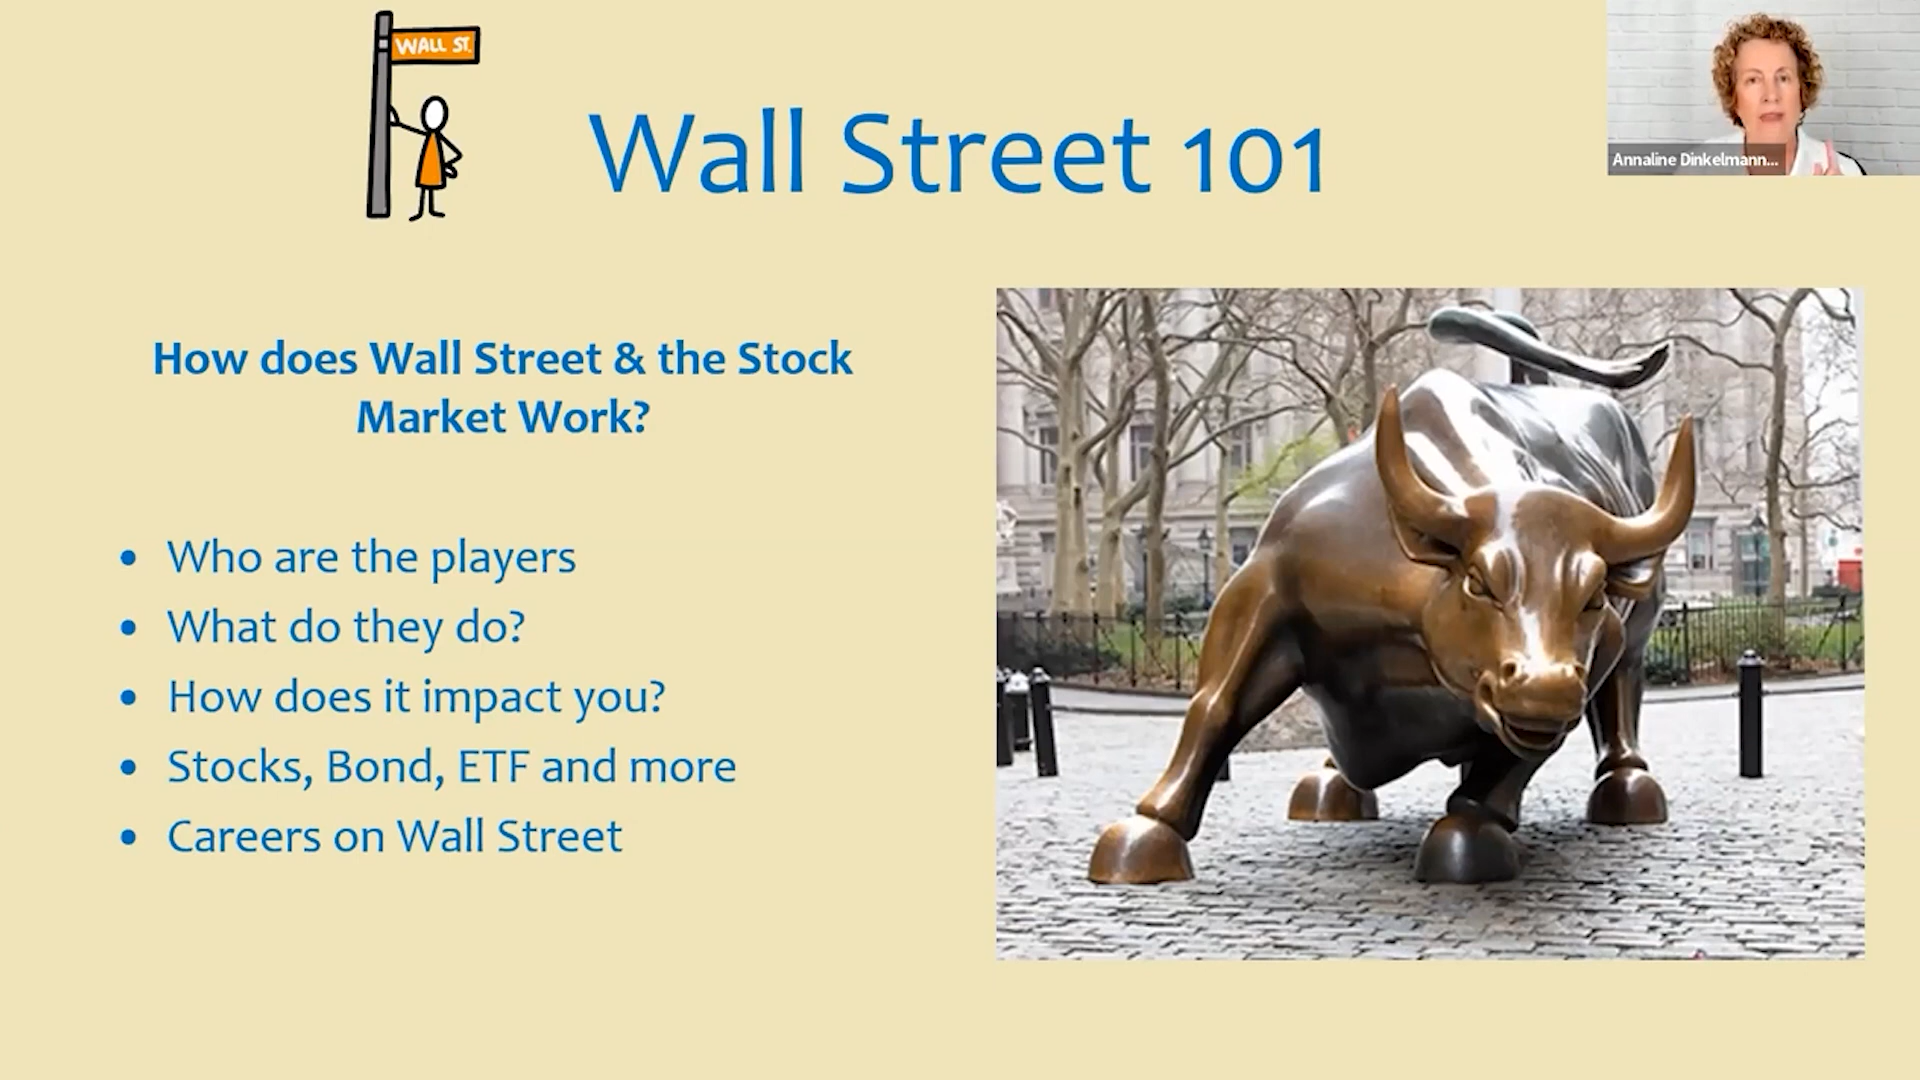 WALL ST.
Wall Street 101
Annaline Dinkelmann...
How does Wall Street & the Stock
Market Work?
• Who are the players
• What do they do?
• How does it impact you?
• Stocks, Bond, ETF and more
• Careers on Wall Street